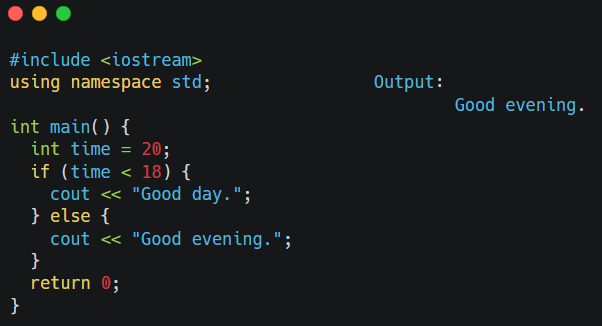 #include <iostream>
using namespace std;
int main() {
  int time = 20;
  if (time < 18) {
    cout << "Good day.";
  } else {
    cout << "Good evening.";
  }
  return 0;
}
Output:
Good evening.